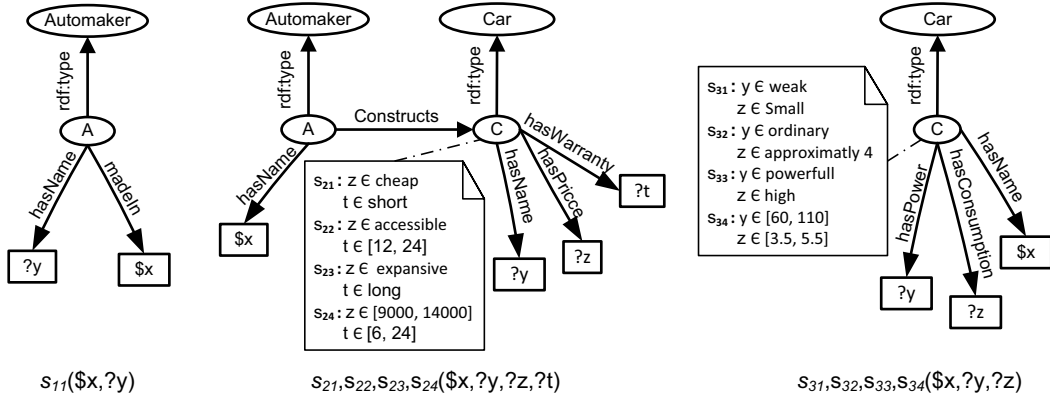 Automaker
rdf:type
A
hasName
madeIn
?y
$x
s11($x,?y)
Automaker
Car
rdf:type
rdf:type
A
Constructs
C
hasName
hasWarranty
hasPricce
hasName
$x
?t
?z
?y
s21: z ∈ cheap
t ∈ short
s22: z ∈ accessible
t ∈ [12, 24]
s23: z ∈ expansive
t ∈ long
s24: z ∈ [9000, 14000]
t ∈ [6, 24]
s21,s22,s23,s24($x,?y,?z,?t)
Car
rdf:type
C
s31: y ∈ weak
z ∈ Small
s32: y ∈ ordinary
z ∈ approximatly 4
s33: y ∈ powerfull
z ∈ high
s34: y ∈ [60, 110]
z ∈ [3.5, 5.5]
hasPower
hasConsumption
hasName
$x
?y
?z
s31,s32,s33,s34($x,?y,?z)